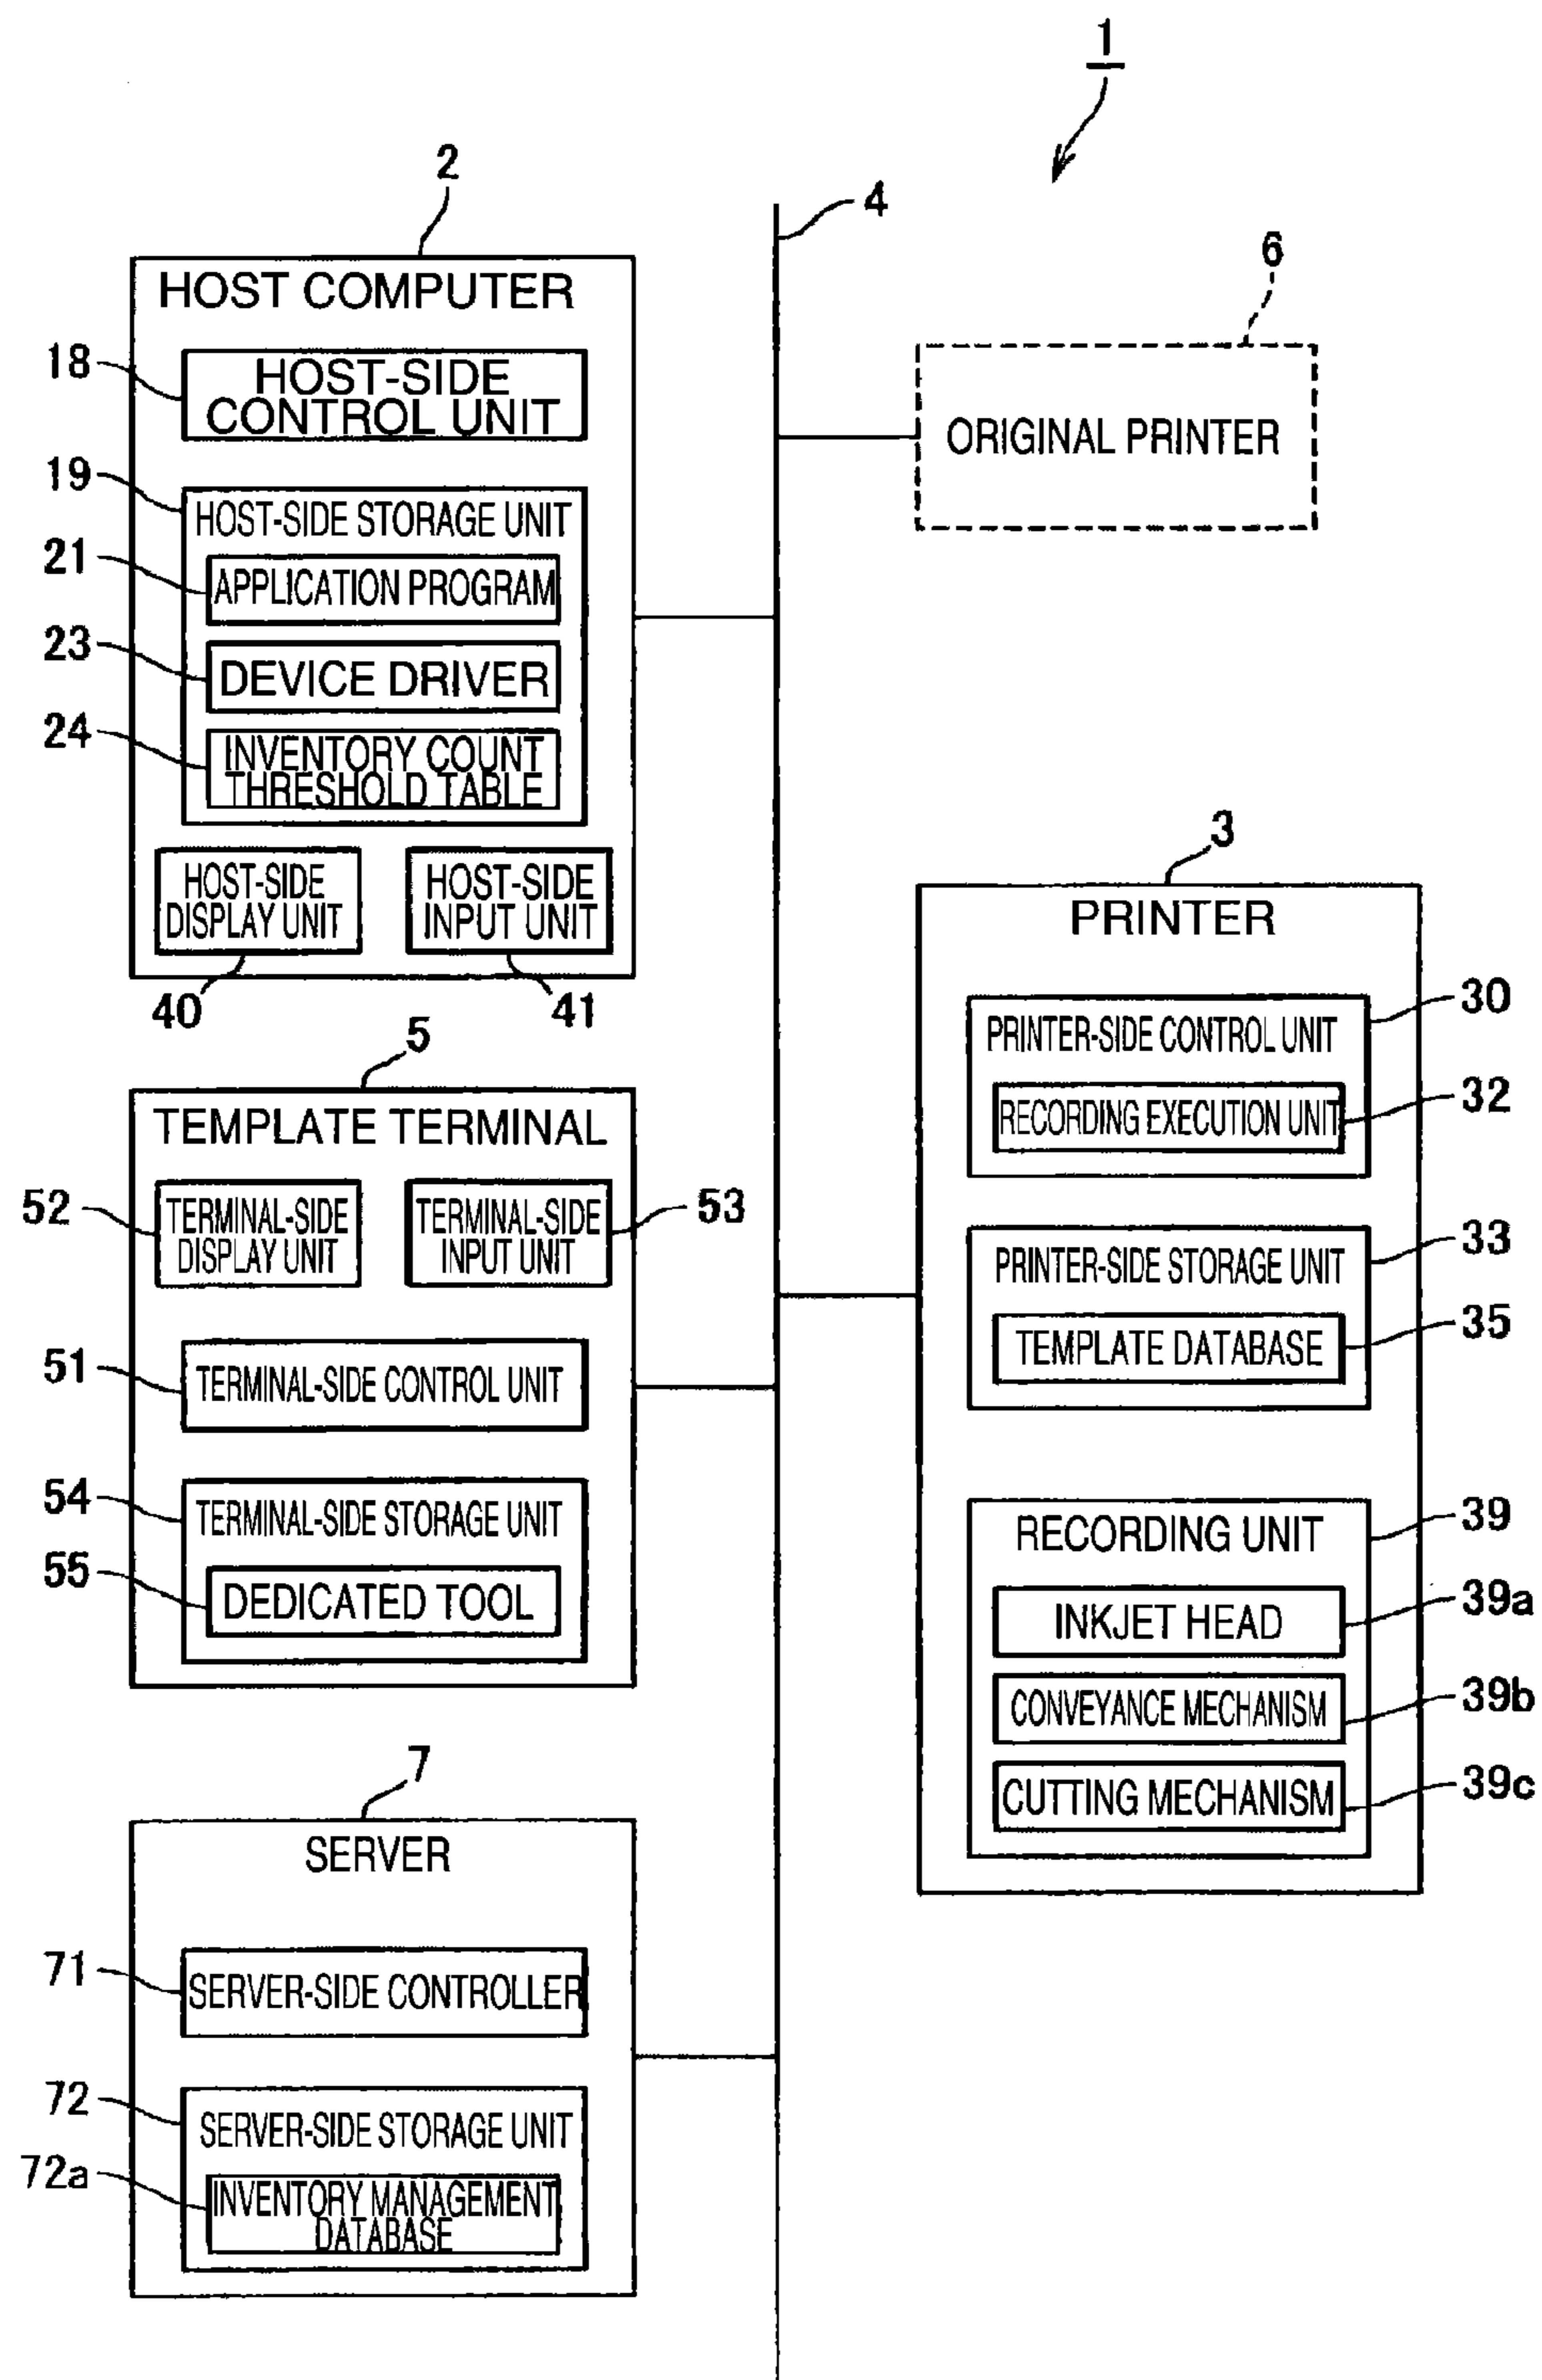 1
2
4
6
HOST COMPUTER
18
HOST-SIDE
CONTROL UNIT
19
HOST-SIDE STORAGE UNIT
21
APPLICATION PROGRAM
23
DEVICE DRIVER
24
INVENTORY COUNT
THRESHOLD TABLE
HOST-SIDE
DISPLAY UNIT
HOST-SIDE
INPUT UNIT
40
41
ORIGINAL PRINTER
5
TEMPLATE TERMINAL
52
TERMINAL-SIDE
DISPLAY UNIT
TERMINAL-SIDE
INPUT UNIT
53
51
TERMINAL-SIDE CONTROL UNIT
54
TERMINAL-SIDE STORAGE UNIT
55
DEDICATED TOOL
7
SERVER
71
SERVER-SIDE CONTROLLER
72
SERVER-SIDE STORAGE UNIT
72a
INVENTORY MANAGEMENT
DATABASE
3
PRINTER
PRINTER-SIDE CONTROL UNIT
30
RECORDING EXECUTION UNIT
32
PRINTER-SIDE STORAGE UNIT
33
TEMPLATE DATABASE
35
RECORDING UNIT
39
INKJET HEAD
39a
CONVEYANCE MECHANISM
39b
CUTTING MECHANISM
39c